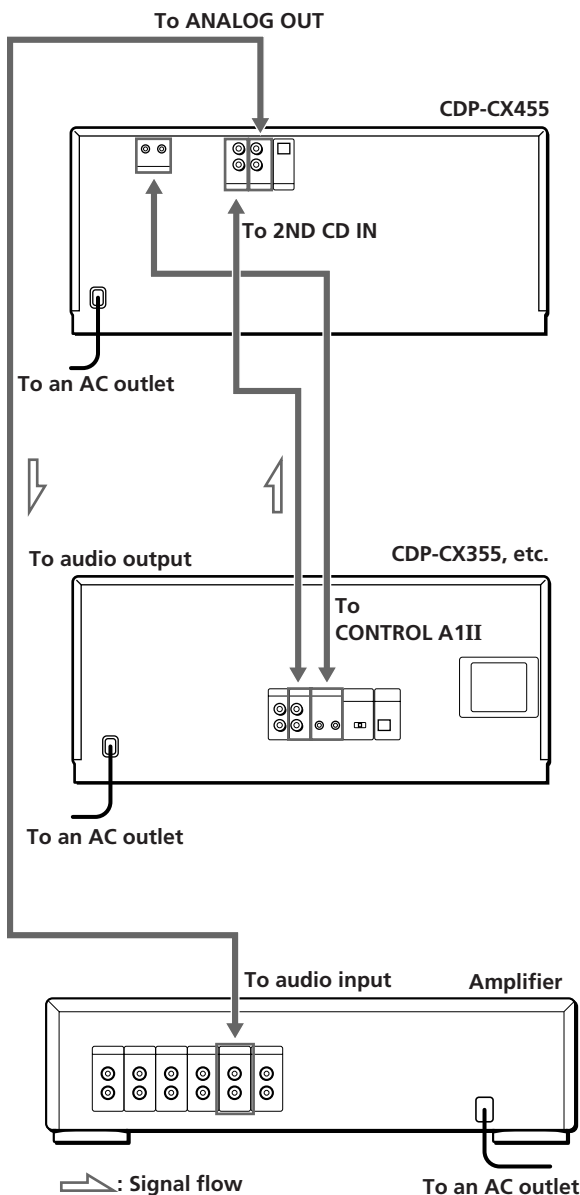 To ANALOG OUT
CDP-CX455
To 2ND CD IN
To an AC outlet
To audio output
CDP-CX355, etc.
To
CONTROL A1II
To an AC outlet
To audio input
Amplifier
: Signal flow
To an AC outlet